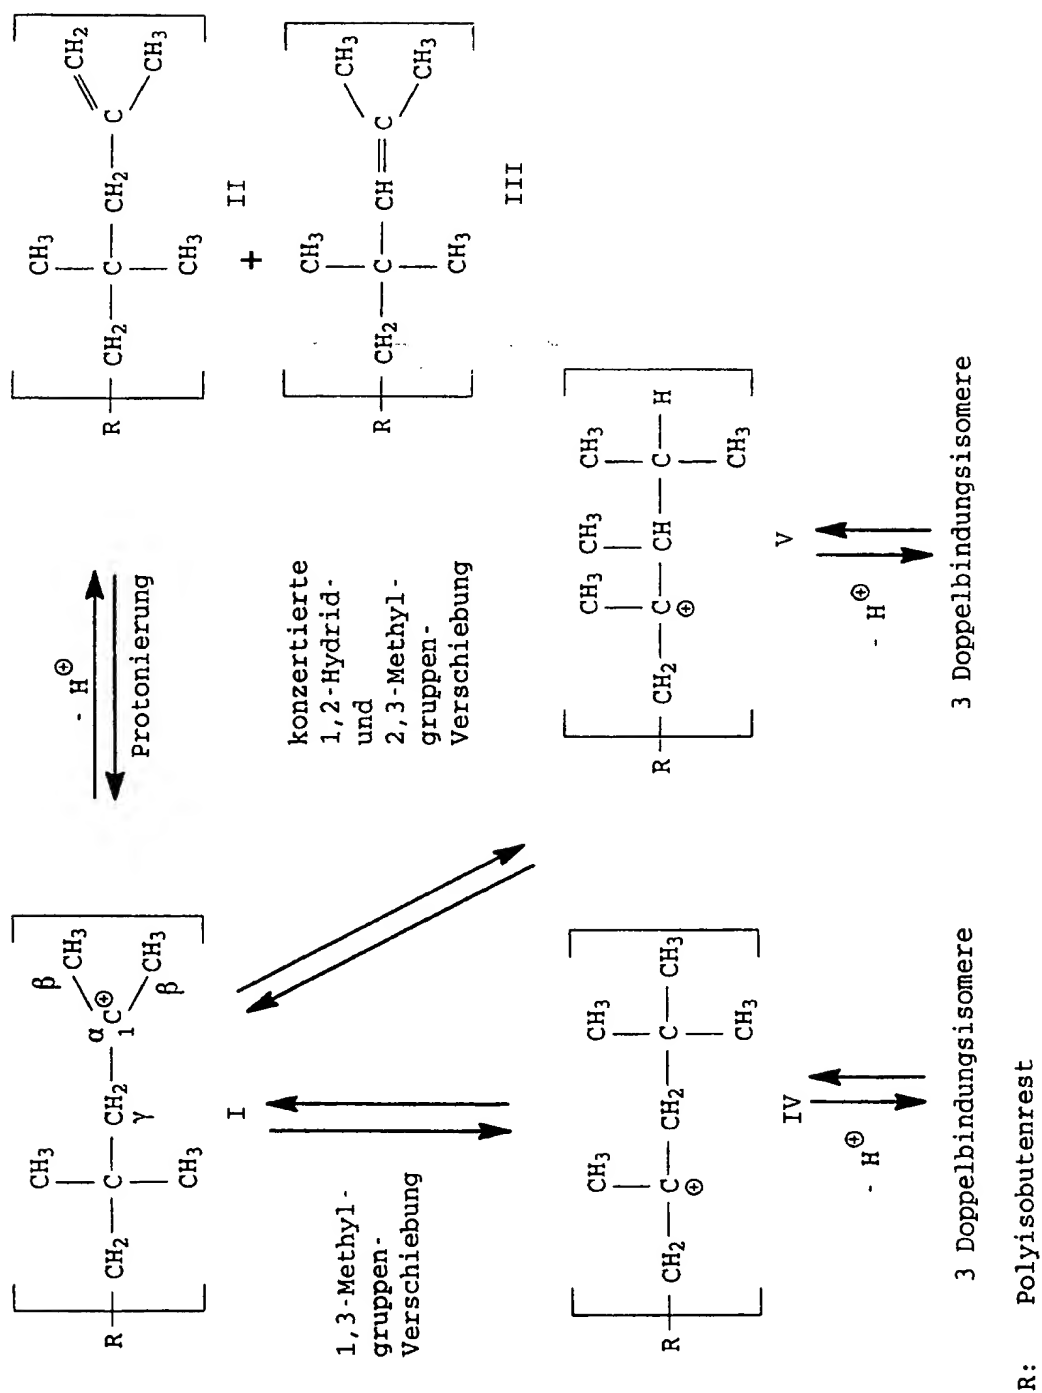 CH₃ β CH₃
R—CH₂—C—CH₂—C⊕ α 1
γ
CH₃ β CH₃
I
- H⊕
Protonierung
CH₃ CH₂
R—CH₂—C—CH₂—C
CH₃ CH₃
II
+
CH₃ CH₃
R—CH₂—C—CH=C
CH₃ CH₃
III
1,3-Methyl-
gruppen-
Verschiebung
konzertierte
1,2-Hydrid-
und
2,3-Methyl-
gruppen-
Verschiebung
CH₃ CH₃
R—CH₂—C—CH₂—C—CH₃
⊕ CH₃
IV
- H⊕
3 Doppelbindungsisomere
CH₃ CH₃ CH₃
R—CH₂—C—CH—C—H
⊕ CH₃
V
- H⊕
3 Doppelbindungsisomere
R: Polyisobutenrest